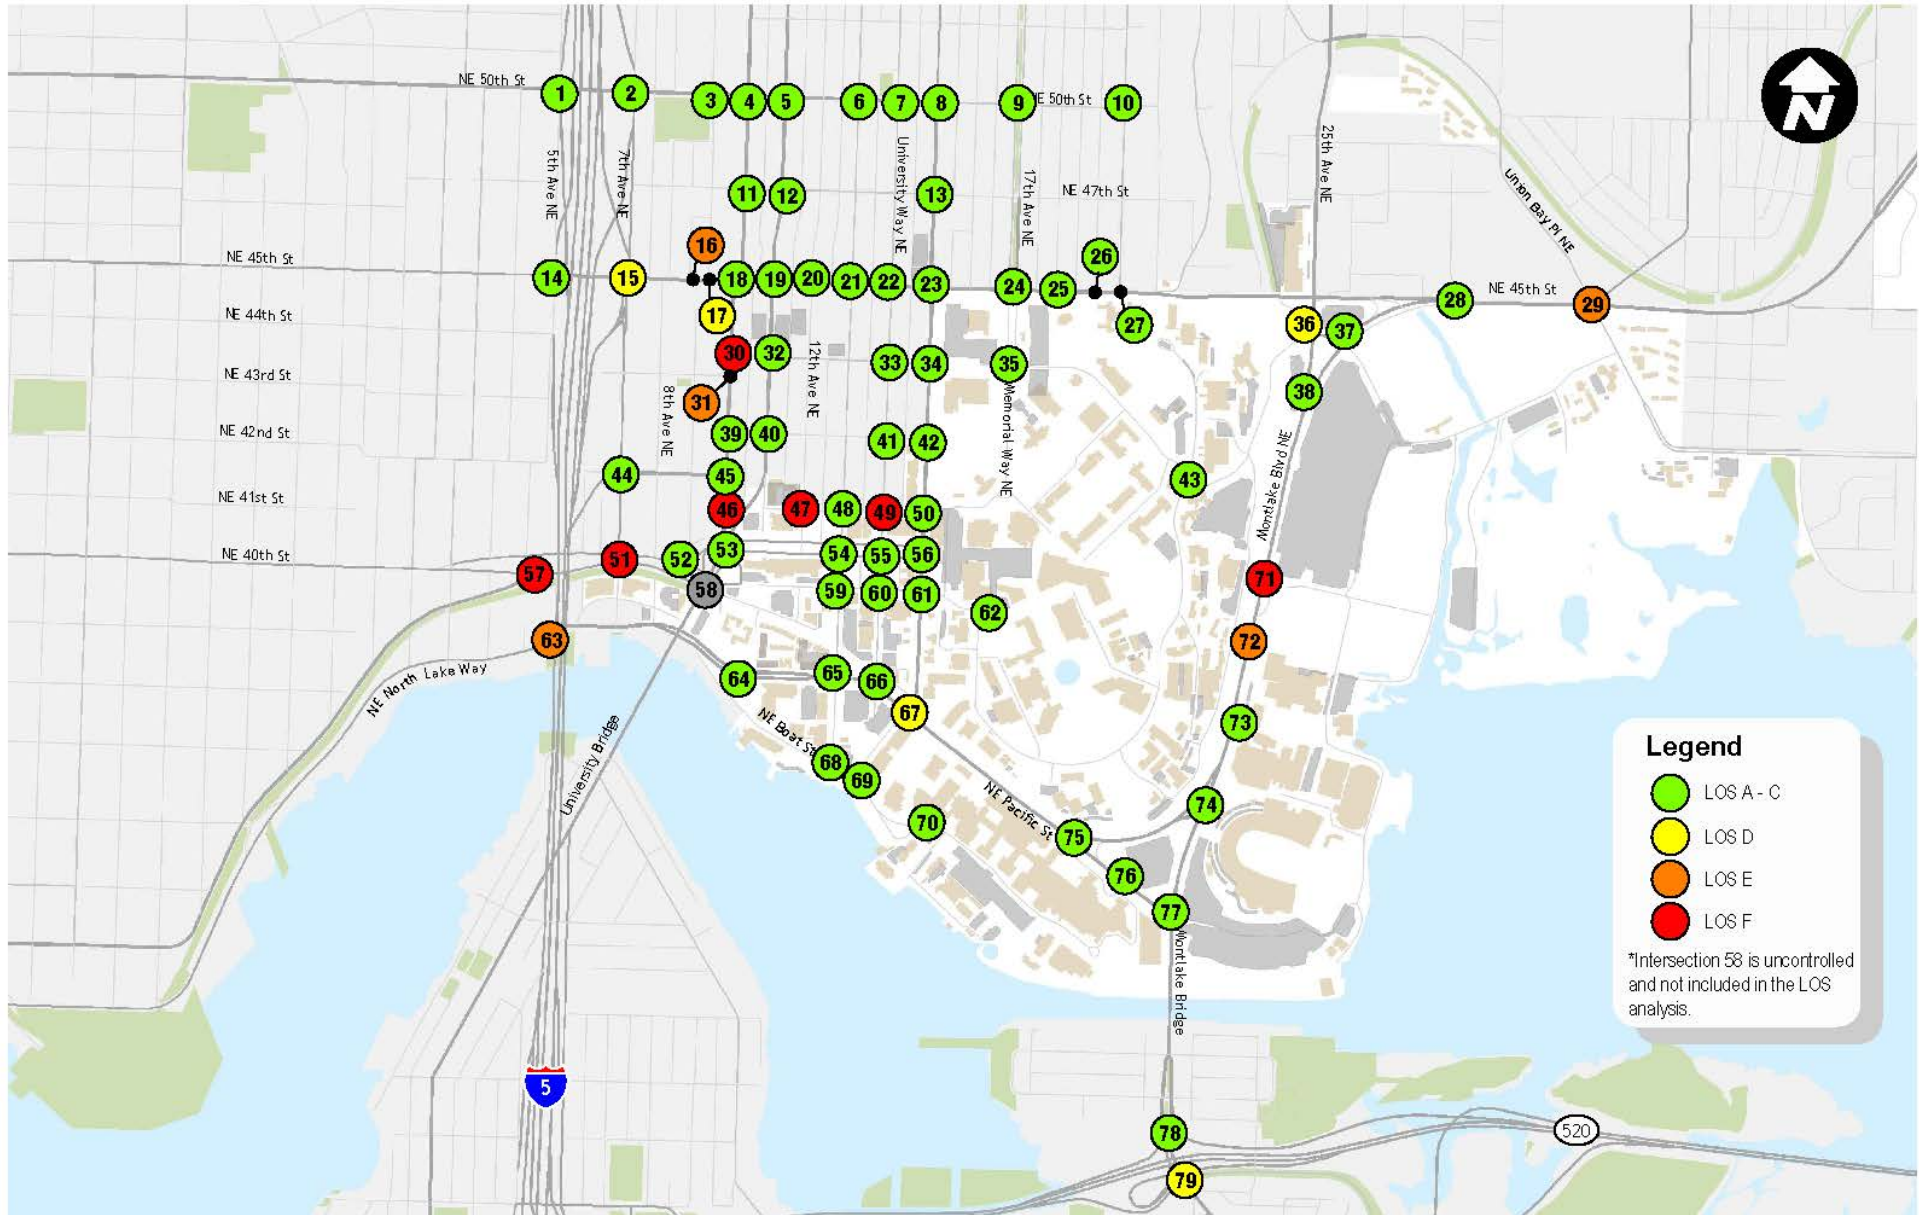 NE 50th St
1
2
3
4
5
6
7
8
9
E 50th St
10
N
5th Ave NE
7th Ave NE
University Way NE
17th Ave NE
25th Ave NE
Union Bay Pl NE
11
12
13
NE 47th St
16
26
NE 45th St
14
15
18
19
20
21
22
23
24
25
28
NE 45th St
29
17
27
36
37
NE 44th St
30
32
12th Ave NE
33
34
35
NE 43rd St
31
38
8th Ave NE
Memorial Way NE
NE 42nd St
39
40
41
42
Montlake Blvd NE
44
45
43
NE 41st St
46
47
48
49
50
NE 40th St
51
52
53
54
55
56
57
58
59
60
61
62
71
63
72
NE North Lake Way
64
65
66
67
73
University Bridge
NE Boat St
68
69
70
NE Pacific St
74
75
76
77
Montlake Bridge
5
78
79
520
Legend
LOS A - C
LOS D
LOS E
LOS F
*Intersection 58 is uncontrolled
and not included in the LOS
analysis.